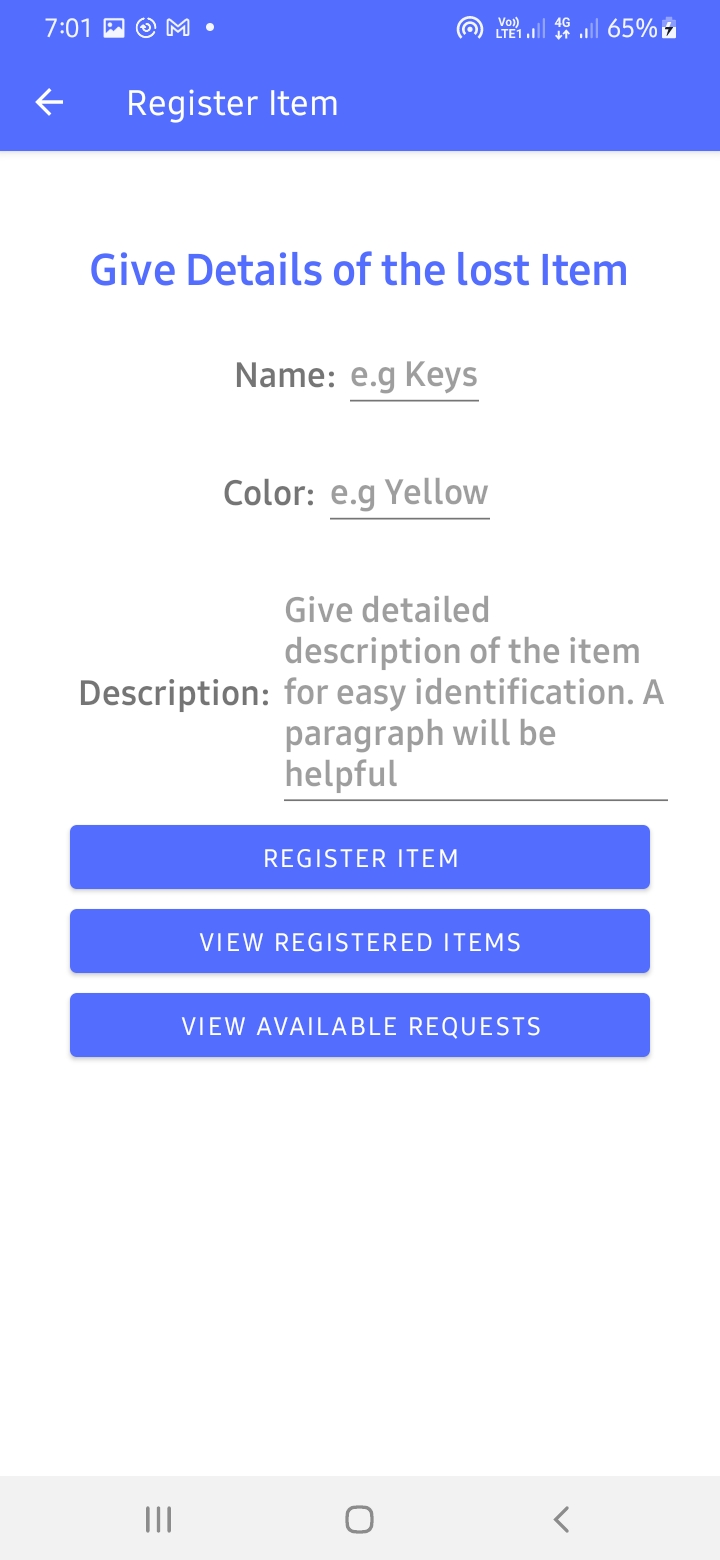 7:01 Vo)) LTE1 4G 65%
Register Item
Give Details of the lost Item
Name: e.g Keys
Color: e.g Yellow
Give detailed
description of the item
Description: for easy identification. A
paragraph will be
helpful
REGISTER ITEM
VIEW REGISTERED ITEMS
VIEW AVAILABLE REQUESTS